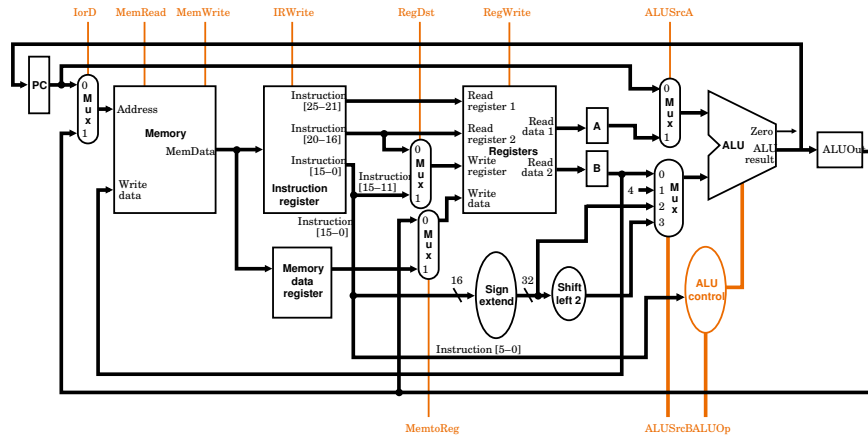 IorD MemRead MemWrite IRWrite RegDst RegWrite ALUSrcA
PC
0
M
u
x
1
Address
Memory
MemData
Write
data
Instruction
[25–21]
Instruction
[20–16]
Instruction
[15–0]
Instruction
register
Instruction
[15–11]
Instruction
[15–0]
Memory
data
register
0
M
u
x
1
0
M
u
x
1
Read
register 1
Read
register 2
Write
register
Write
data
Registers
Read
data 1
Read
data 2
A
B
16
Sign
extend
32
Shift
left 2
0
M
u
x
1
4
0
1
2
3
M
u
x
Zero
ALU
ALU
result
ALUOut
ALU
control
Instruction [5–0]
MemtoReg ALUSrcB ALUOp